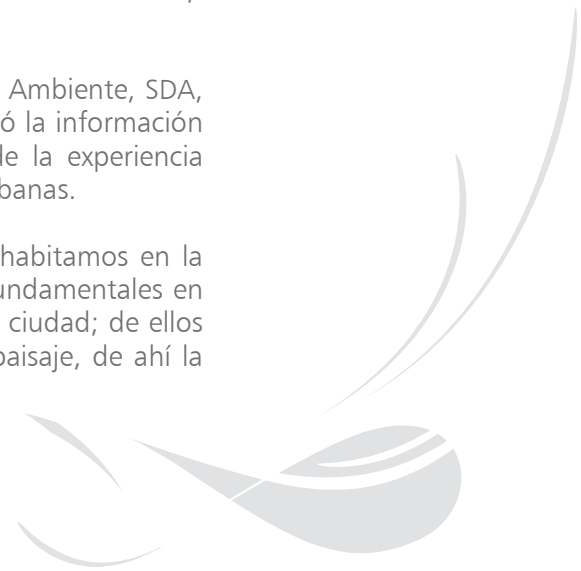 Ambiente, SDA,
ó la información
de la experiencia
banas.
habitamos en la
undamentales en
ciudad; de ellos
paisaje, de ahí la